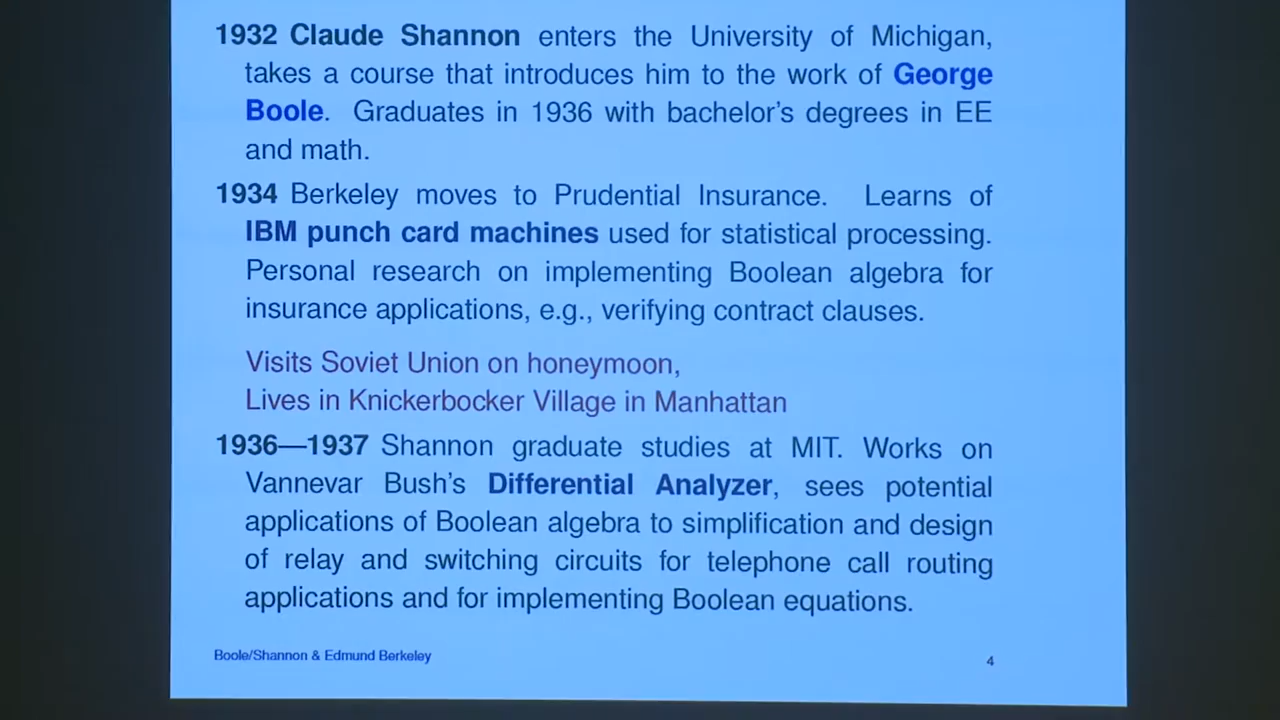 1932 Claude Shannon enters the University of Michigan,
takes a course that introduces him to the work of George
Boole. Graduates in 1936 with bachelor's degrees in EE
and math.
1934 Berkeley moves to Prudential Insurance. Learns of
IBM punch card machines used for statistical processing.
Personal research on implementing Boolean algebra for
insurance applications, e.g., verifying contract clauses.
Visits Soviet Union on honeymoon,
Lives in Knickerbocker Village in Manhattan
1936—1937 Shannon graduate studies at MIT. Works on
Vannevar Bush's Differential Analyzer, sees potential
applications of Boolean algebra to simplification and design
of relay and switching circuits for telephone call routing
applications and for implementing Boolean equations.
Boole/Shannon & Edmund Berkeley
4